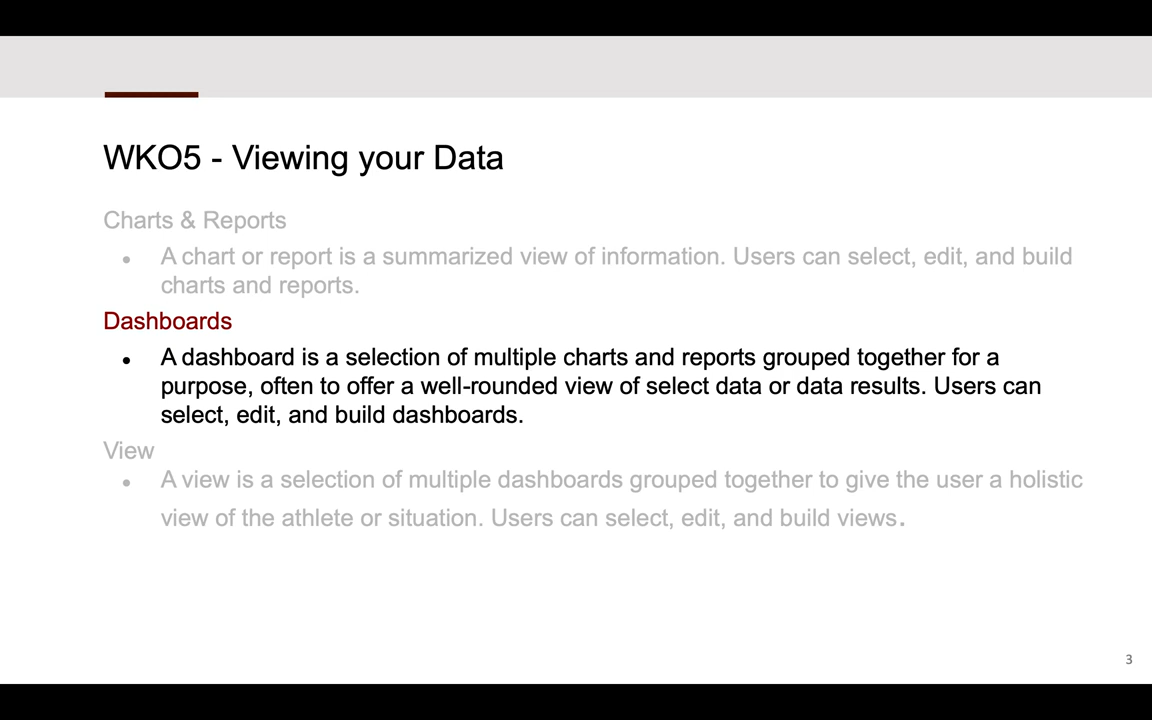 WKO5 - Viewing your Data
Charts & Reports
● A chart or report is a summarized view of information. Users can select, edit, and build
charts and reports.
Dashboards
● A dashboard is a selection of multiple charts and reports grouped together for a
purpose, often to offer a well-rounded view of select data or data results. Users can
select, edit, and build dashboards.
View
● A view is a selection of multiple dashboards grouped together to give the user a holistic
view of the athlete or situation. Users can select, edit, and build views.
3